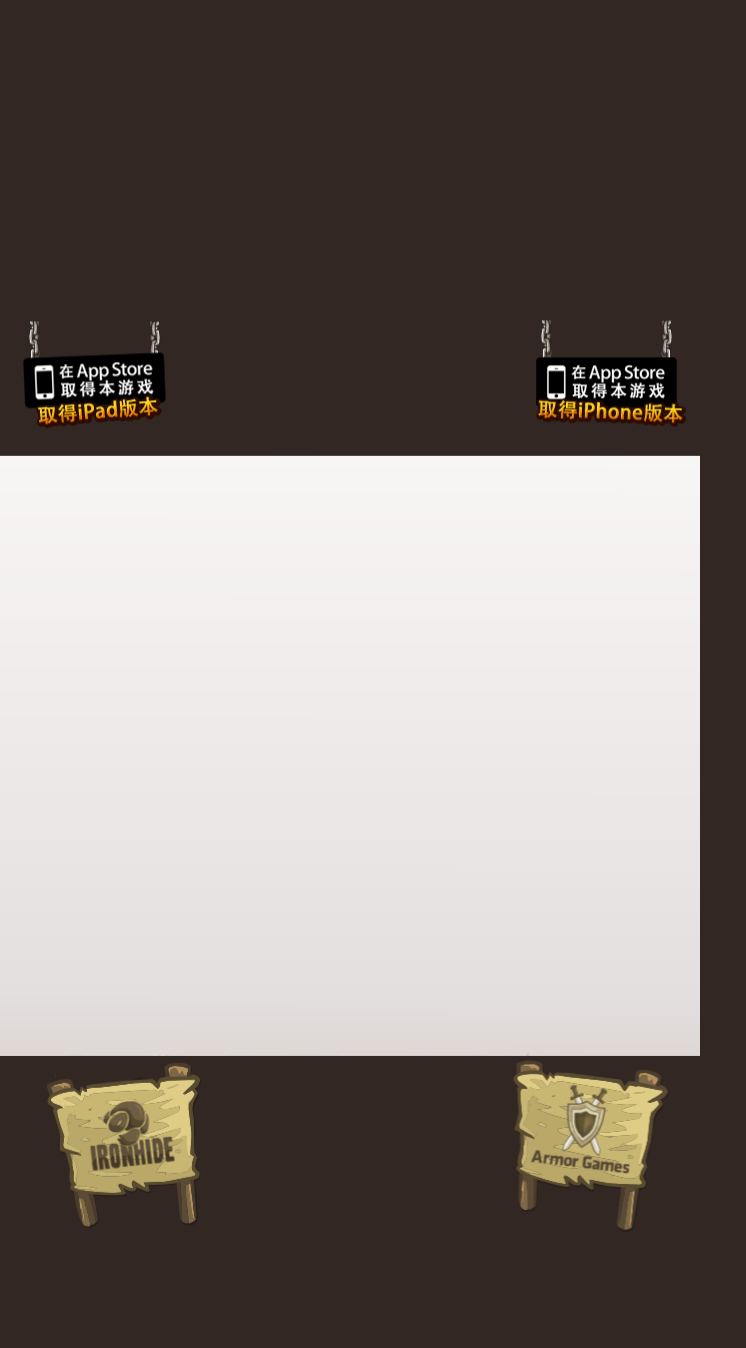 在 App Store
取得本游戏
取得iPad版本
在 App Store
取得本游戏
取得iPhone版本
IRONHIDE
Armor Games